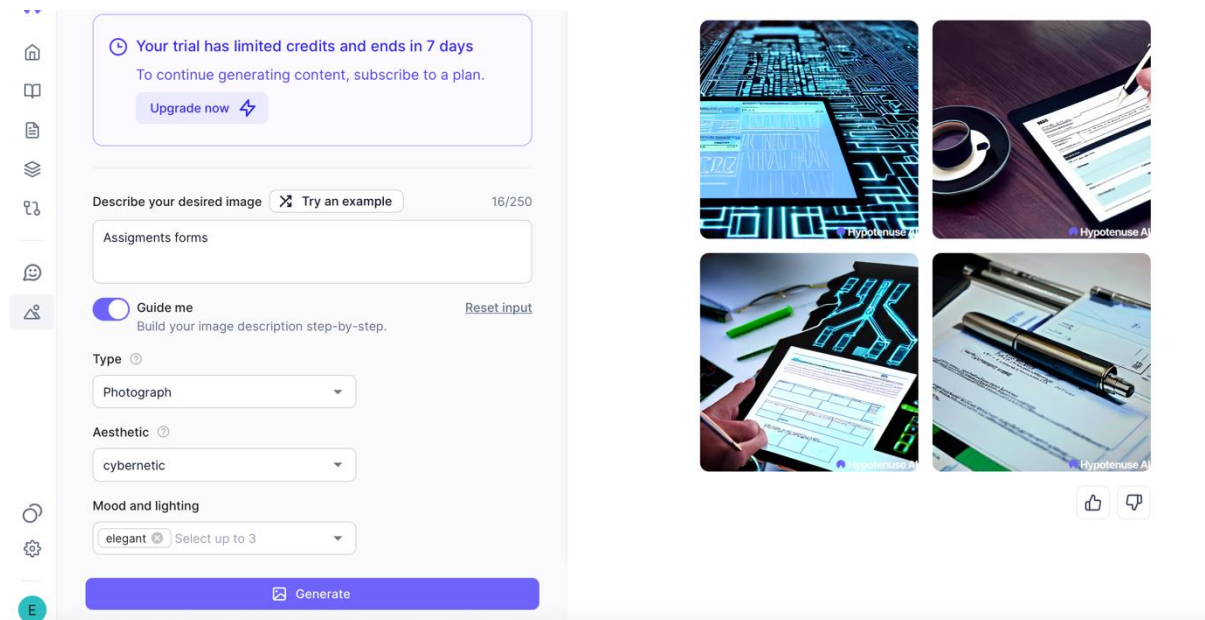 Your trial has limited credits and ends in 7 days
To continue generating content, subscribe to a plan.
Upgrade now
Describe your desired image
Try an example
16/250
Assigments forms
Guide me
Reset input
Build your image description step-by-step.
Type
Photograph
Aesthetic
cybernetic
Mood and lighting
elegant
Select up to 3
Generate
E
Hypotenuse AI
Hypotenuse AI
Hypotenuse AI
Hypotenuse AI